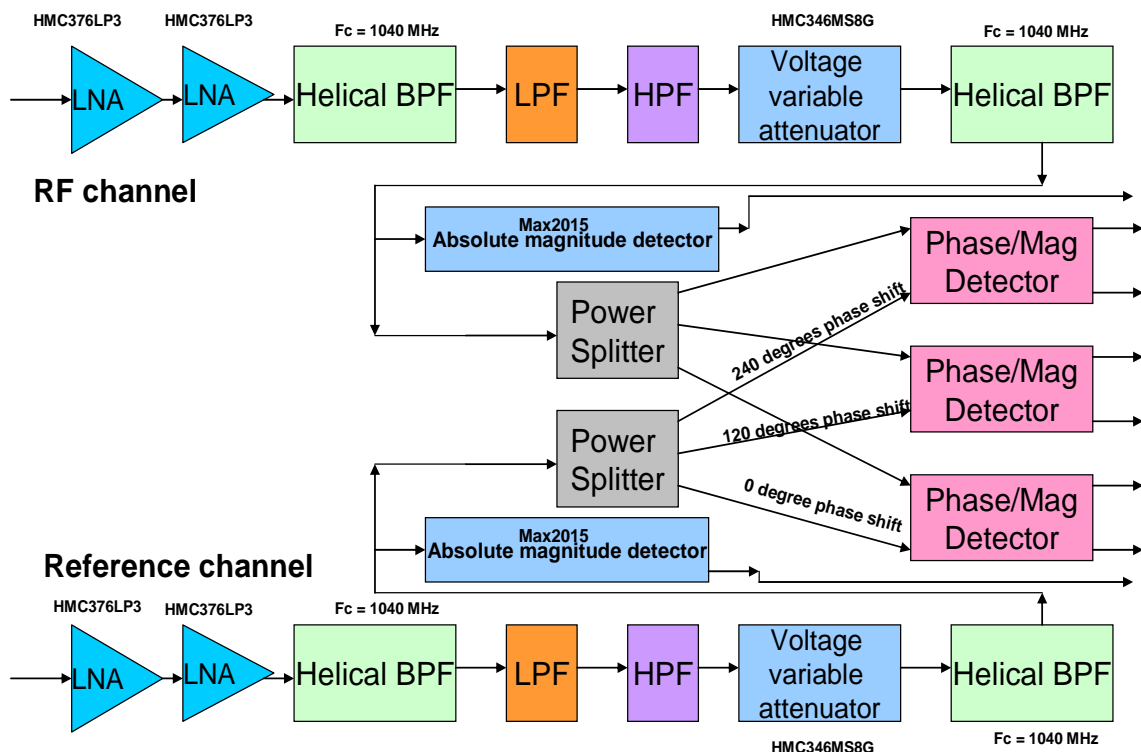 HMC376LP3
HMC376LP3
Fc = 1040 MHz
HMC346MS8G
Fc = 1040 MHz
LNA
LNA
Helical BPF
LPF
HPF
Voltage
variable
attenuator
Helical BPF
RF channel
Max2015
Absolute magnitude detector
Phase/Mag
Detector
Power
Splitter
240 degrees phase shift
Phase/Mag
Detector
120 degrees phase shift
Power
Splitter
0 degree phase shift
Phase/Mag
Detector
Max2015
Absolute magnitude detector
Reference channel
HMC376LP3
HMC376LP3
Fc = 1040 MHz
LNA
LNA
Helical BPF
LPF
HPF
Voltage
variable
attenuator
Helical BPF
HMC346MS8G
Fc = 1040 MHz